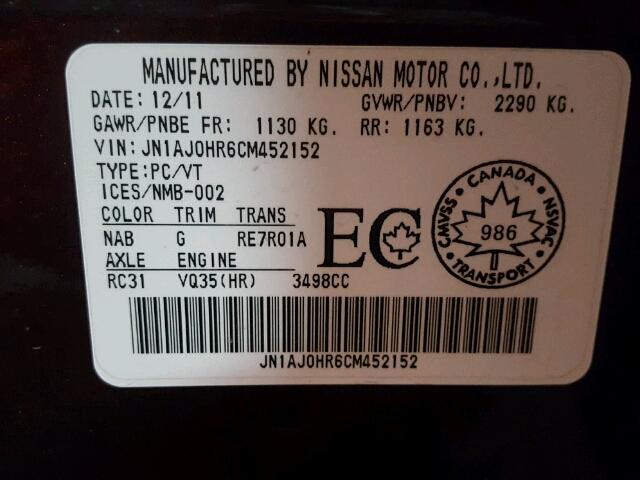 MANUFACTURED BY NISSAN MOTOR CO.,LTD.
DATE: 12/11 GVWR/PNBV: 2290 KG.
GAWR/PNBE FR: 1130 KG. RR: 1163 KG.
VIN: JN1AJ0HR6CM452152
TYPE: PC/VT
ICES/NMB-002
COLOR TRIM TRANS
NAB G RE7R01A
AXLE ENGINE
RC31 VQ35(HR) 3498CC
EC
CANADA
CMVSS
NSVAC
986
TRANSPORT
JN1AJ0HR6CM452152